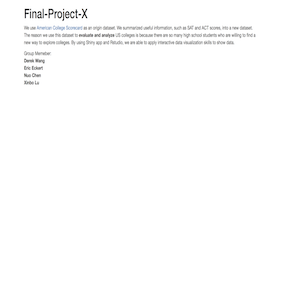 Final-Project-X
We use American College Scorecard as an origin dataset. We summarized useful information, such as SAT and ACT scores, into a new dataset.
The reason we use this dataset to evaluate and analyze US colleges is because there are so many high school students who are willing to find a
new way to explore colleges. By using Shiny app and Rstudio, we are able to apply interactive data visualization skills to show data.
Group Memeber:
Derek Wang
Eric Eckert
Nuo Chen
Xinbo Lu